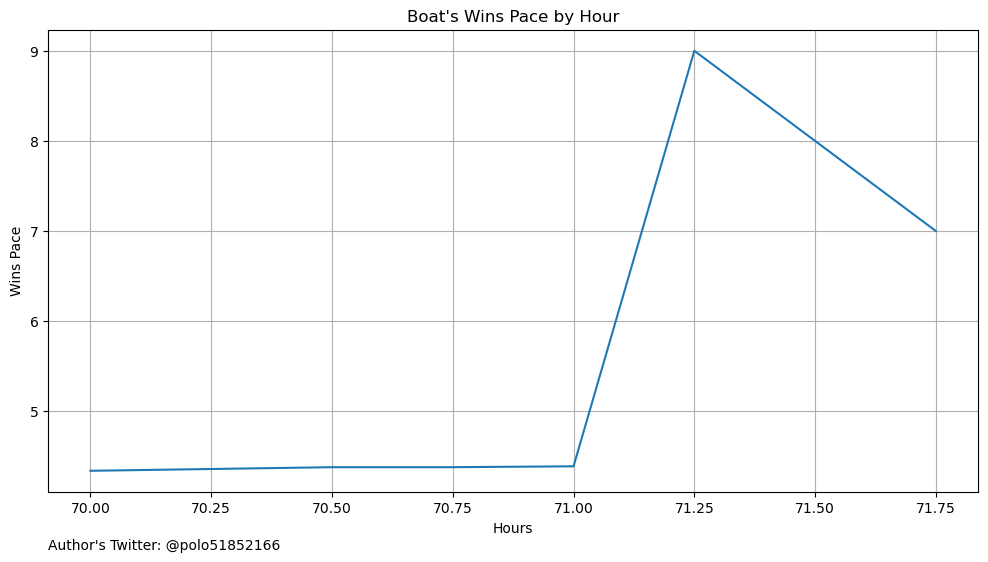 Boat's Wins Pace by Hour
Wins Pace
9
8
7
6
5
70.00 70.25 70.50 70.75 71.00 71.25 71.50 71.75
Hours
Author's Twitter: @polo51852166